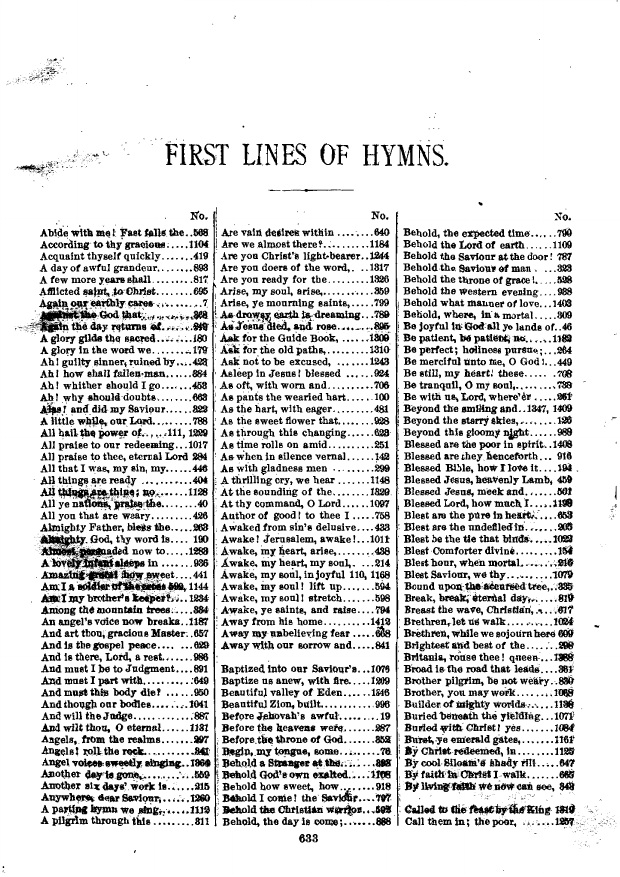 FIRST LINES OF HYMNS.
No.
Abide with me! Fast falls the..568
According to thy gracious.....1104
Acquaint thyself quickly......419
A day of awful grandeur.......893
A few more years shall........817
Afflicted saint, to Christ........695
Again our earthly cares.........7
the God that
the day returns of
A glory gilds the sacred.......180
A glory in the word we........179
Ah! guilty sinner, ruined by...423
Ah! how shall fallen man.....884
Ah! whither should I go......453
Ah! why should doubts.......663
Alas! and did my Saviour.....323
A little while, our Lord.......788
All hail the power of......111, 1229
All praise to our redeeming...1017
All praise to thee, eternal Lord 284
All that I was, my sin, my.....446
All things are ready..........404
All things are thine; no......1128
All ye nations, praise the........40
All you that are weary........426
Almighty Father, bless the....263
Almighty God, thy word is.... 190
now to.....1283
A lovely infant sleeps in.......936
Amazing how sweet....441
Am I a soldier of the 1144
Am I my brother's keeper!..1234
Among the mountain trees....334
An angel's voice now breaks.1187
And art thou, gracious Master..657
And is the gospel peace.... ...629
And is there, Lord, a rest......986
And must I be to Judgment....891
And must I part with..........649
And must this body die?......950
And though our bodies......1041
And will the Judge...........887
And wilt thou, O eternal.....1131
Angels, from the realms.......297
Angels! roll the rock..........341
Angel voices sweetly singing..
Another day is gone...........559
Another six days' work is......215
Anywhere, dear Saviour,......1260
A parting hymn we sing......1112
A pilgrim through this.........811
No.
Are vain desires within.......640
Are we almost there?........1184
Are you Christ's light-bearer..1244
Are you doers of the word,...1317
Are you ready for the........1326
Arise, my soul, arise,..........359
Arise, ye mourning saints,....799
As drowsy earth is dreaming..789
As Jesus died, and rose........895
Ask for the Guide Book,.....1309
Ask for the old paths,........1310
Ask not to be excused,.......1243
Asleep in Jesus! blessed......924
As oft, with worn and.........706
As pants the wearied hart.....100
As the hart, with eager........481
As the sweet flower that.......928
As through this changing......623
As when in silence vernal.....142
As with gladness men.........299
A thrilling cry, we hear......1148
At the sounding of the.......1329
At thy command, O Lord.....1097
Author of good! to thee I.....758
Awaked from sin's delusive...433
Awake! Jerusalem, awake!..1011
Awake, my heart, arise,.......438
Awake, my heart, my soul,...214
Awake, my soul, in joyful 110, 1168
Awake, my soul! lift up......594
Awake, my soul! stretch......598
Awake, ye saints, and raise....794
Away from his home........1412
Away my unbelieving fear....668
Away with our sorrow and....841
Baptized into our Saviour's...1076
Baptize us anew, with fire....1209
Beautiful valley of Eden.....1346
Beautiful Zion, built..........996
Before Jehovah's awful........19
Before the heavens were......287
Before the throne of God......352
Begin, my tongue, some........78
Behold a Stranger at the.......393
Behold God's own exalted....1168
Behold how sweet, how.......918
Behold I come! the Saviour...797
Behold the Christian warrior..
Behold, the day is come;......888
No.
Behold, the expected time.....790
Behold the Lord of earth....1109
Behold the Saviour at the door! 787
Behold the Saviour of man....323
Behold the throne of grace!....528
Behold the western evening...938
Behold what manner of love..1403
Behold, where, in a mortal....309
Be joyful in God all ye lands of..46
Be patient, be patient, no.....1182
Be perfect; holiness pursue;...264
Be merciful to me, O God!....449
Be still, my heart! these......708
Be tranquil, O my soul,.......739
Be with us, Lord, where'er....261
Beyond the smiling and..1347, 1409
Beyond the starry skies,.......126
Beyond this gloomy night.....989
Blessed are the poor in spirit..1408
Blessed are they henceforth...916
Blessed Bible, how I love it....194
Blessed Jesus, heavenly Lamb, 459
Blessed Jesus, meek and......501
Blessed Lord, how much I....1199
Blest are the pure in heart.....653
Blest are the undefiled in......205
Blest be the tie that binds.....1023
Blest Comforter divine........154
Blest hour, when mortal.......216
Blest Saviour, we thy.........1079
Bound upon the accursed tree,..335
Break, break, eternal day,.....819
Breast the wave, Christian,....617
Brethren, let us walk.........1024
Brethren, while we sojourn here 609
Brightest and best of the......298
Britania, rouse thee! queen...1388
Broad is the road that leads...361
Brother pilgrim, be not weary..830
Brother, you may work.......1058
Builder of mighty worlds....1136
Buried beneath the yielding..1071
Buried with Christ! yes......1084
Burst, ye emerald gates,......1161
By Christ redeemed, in.......1125
By cool Siloam's shady rill....547
By faith in Christ I walk......665
By living faith we now can see, 343
Called to the feast by the King 1319
Call them in; the poor,.......1257
633